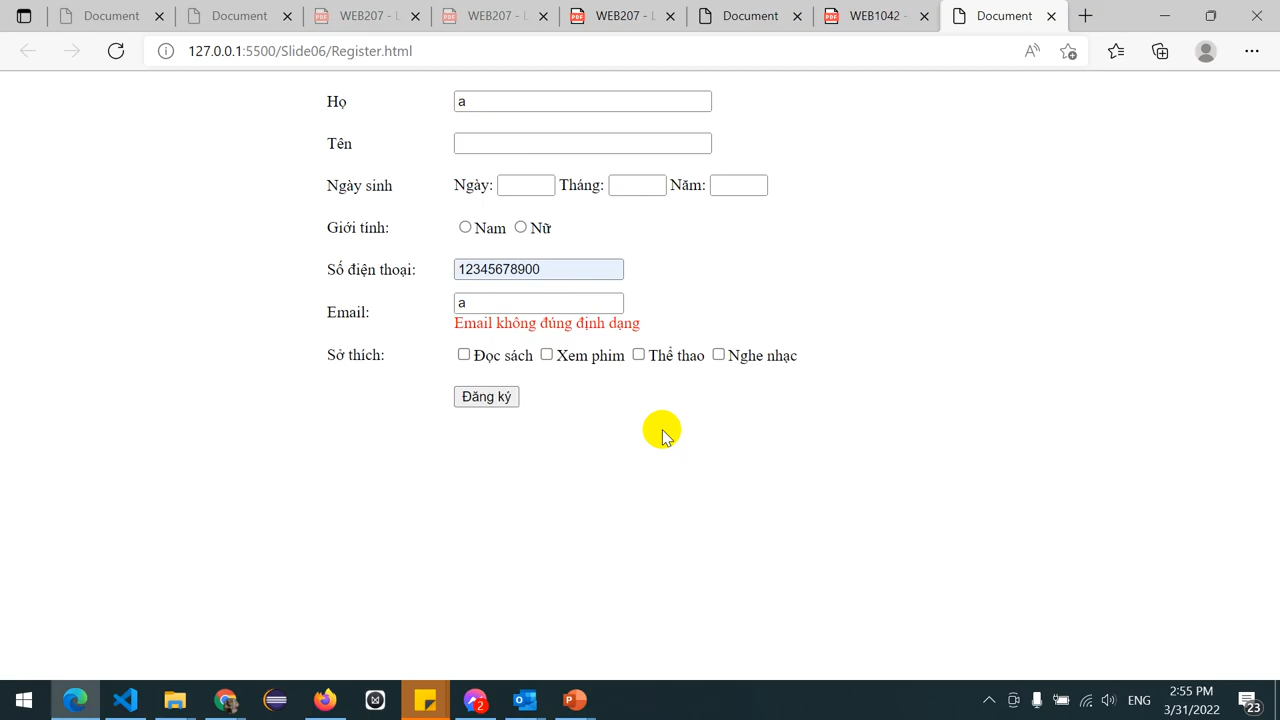 Document
Document
WEB207 - \
WEB207 - L
WEB207 - L
Document
WEB1042 -
Document
127.0.0.1:5500/Slide06/Register.html
Họ a
Tên
Ngày sinh Ngày: Tháng: Năm:
Giới tính: Nam Nữ
Số điện thoại: 12345678900
Email: a
Email không đúng định dạng
Sở thích: Đọc sách Xem phim Thể thao Nghe nhạc
Đăng ký
2
ENG
2:55 PM
3/31/2022
23